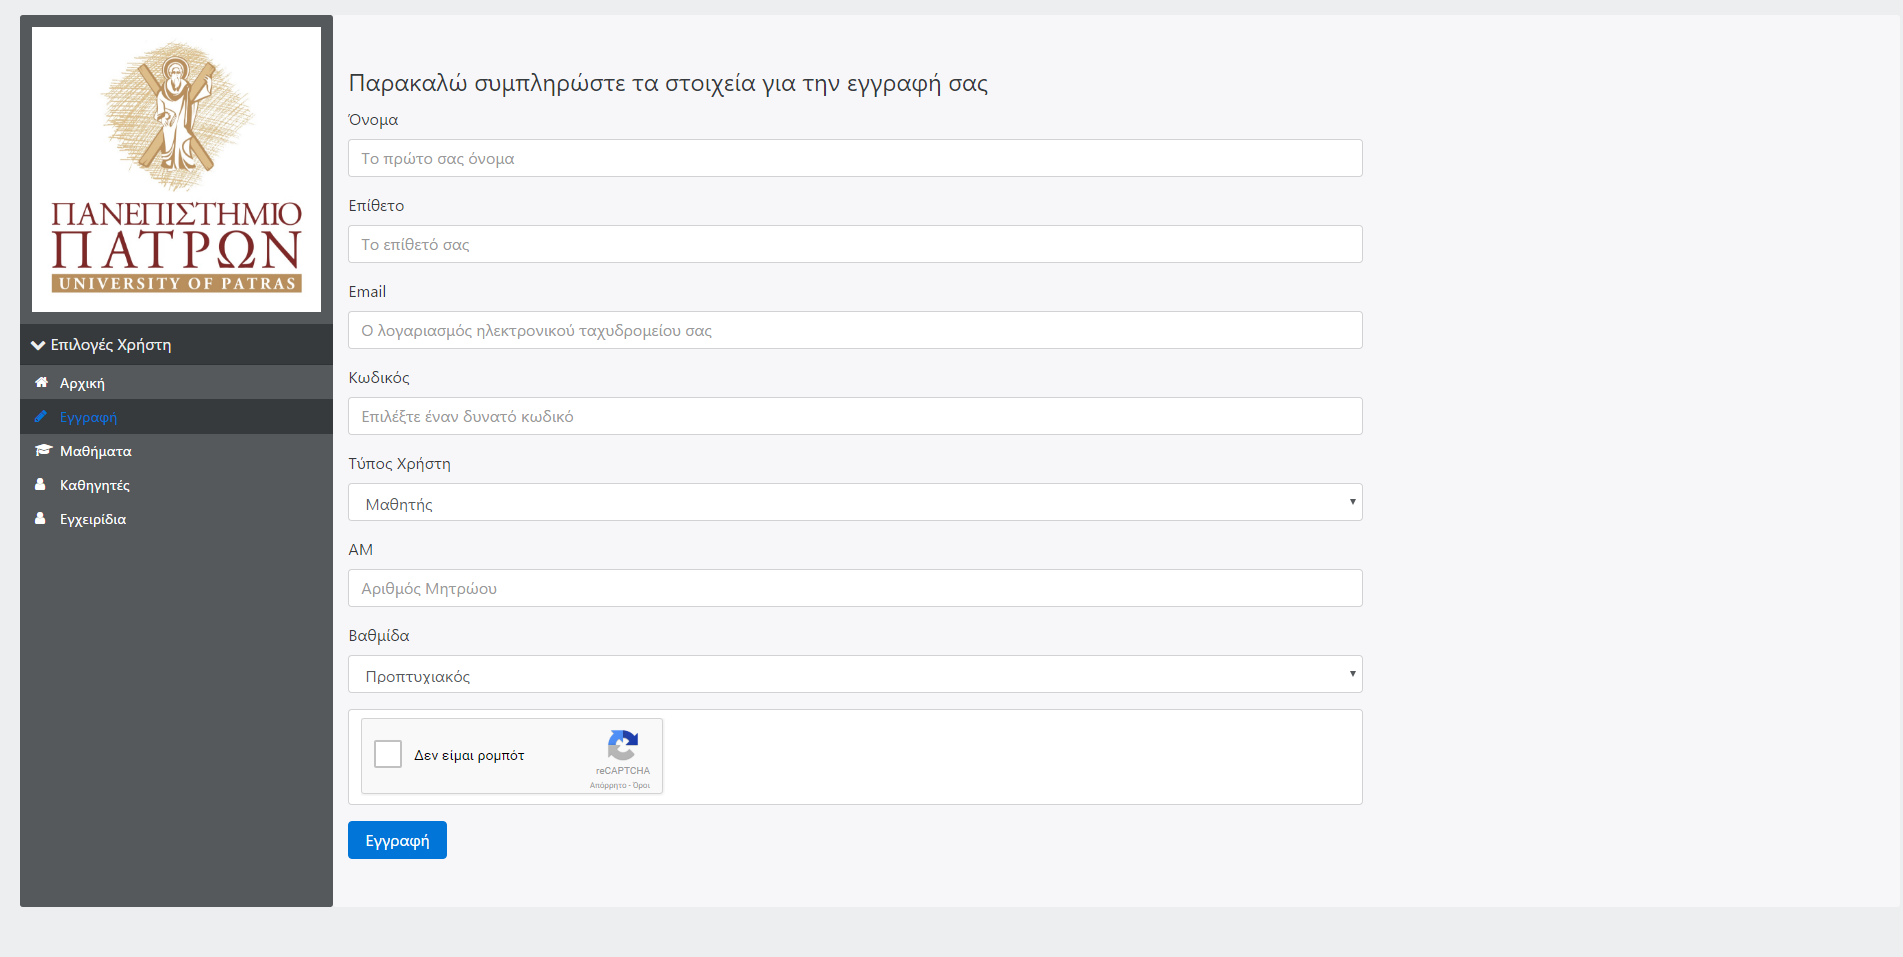 ΠΑΝΕΠΙΣΤΗΜΙΟ
ΠΑΤΡΩΝ
UNIVERSITY OF PATRAS
Επιλογές Χρήστη
Αρχική
Εγγραφή
Μαθήματα
Καθηγητές
Εγχειρίδια
Παρακαλώ συμπληρώστε τα στοιχεία για την εγγραφή σας
Όνομα
Το πρώτο σας όνομα
Επίθετο
Το επίθετό σας
Email
Ο λογαριασμός ηλεκτρονικού ταχυδρομείου σας
Κωδικός
Επιλέξτε έναν δυνατό κωδικό
Τύπος Χρήστη
Μαθητής
ΑΜ
Αριθμός Μητρώου
Βαθμίδα
Προπτυχιακός
Δεν είμαι ρομπότ
reCAPTCHA
Απόρρητο - Όροι
Εγγραφή